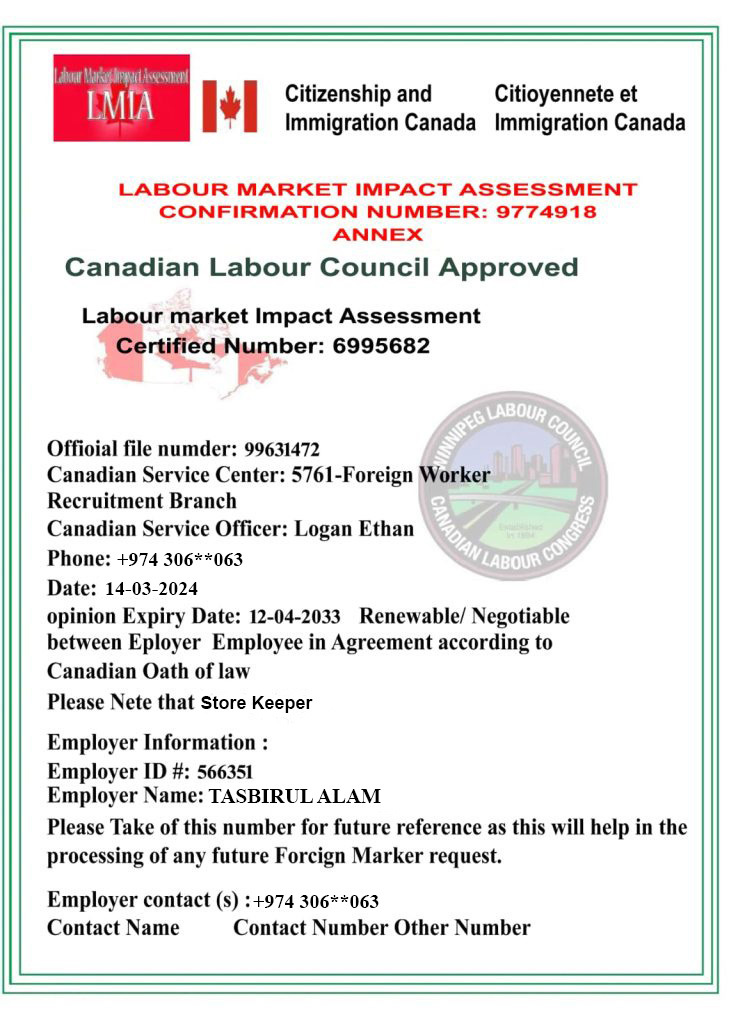 Labour Market Impact Assessment
LMIA
Citizenship and Citioyennete et
Immigration Canada Immigration Canada
LABOUR MARKET IMPACT ASSESSMENT
CONFIRMATION NUMBER: 9774918
ANNEX
Canadian Labour Council Approved
Labour market Impact Assessment
Certified Number: 6995682
WINNIPEG LABOUR COUNCIL
Established
In 1894
CANADIAN LABOUR CONGRESS
Offioial file numder: 99631472
Canadian Service Center: 5761-Foreign Worker
Recruitment Branch
Canadian Service Officer: Logan Ethan
Phone: +974 306**063
Date: 14-03-2024
opinion Expiry Date: 12-04-2033 Renewable/ Negotiable
between Eployer Employee in Agreement according to
Canadian Oath of law
Please Nete that Store Keeper
Employer Information :
Employer ID #: 566351
Employer Name: TASBIRUL ALAM
Please Take of this number for future reference as this will help in the
processing of any future Forcign Marker request.
Employer contact (s) : +974 306**063
Contact Name Contact Number Other Number